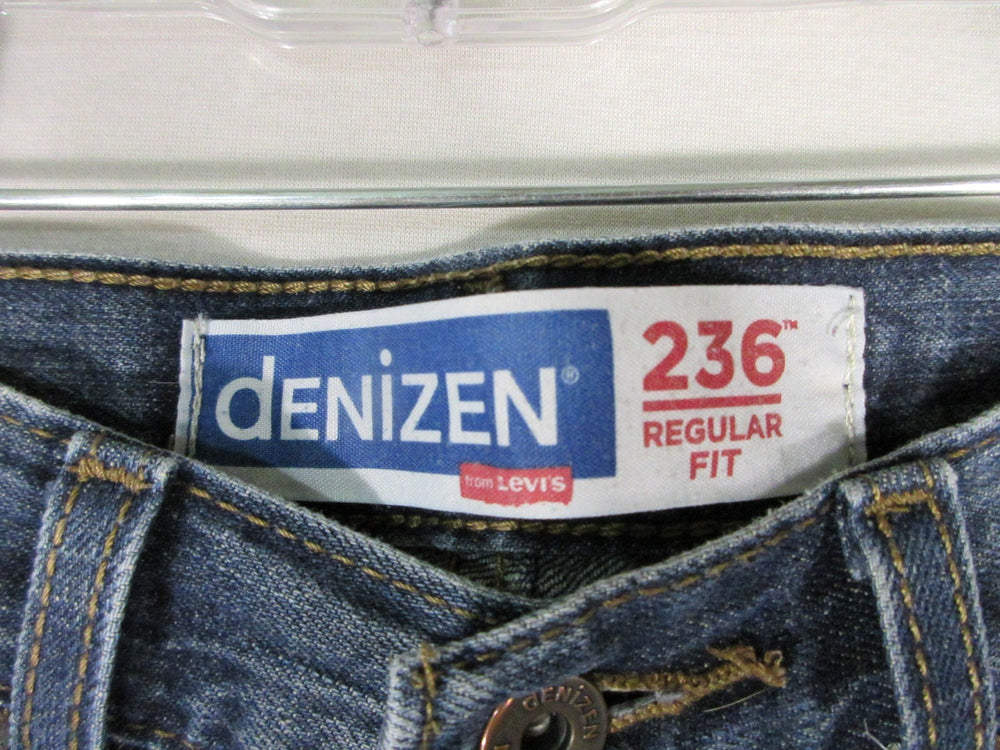 dENiZEN®
from Levi's
236™
REGULAR
FIT
DENIZEN